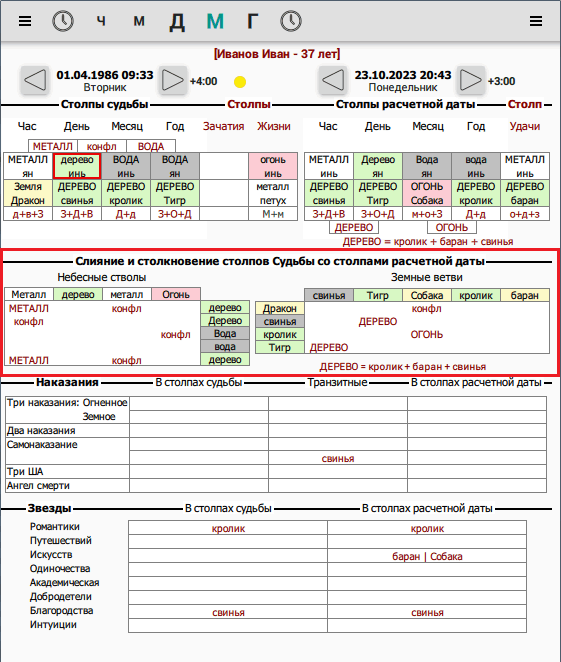 ч м Д М Г
[Иванов Иван - 37 лет]
01.04.1986 09:33 +4:00 23.10.2023 20:43 +3:00
Вторник Понедельник
Столпы судьбы Столпы Столпы расчетной даты Столп
Час День Месяц Год Зачатия Жизни Час День Месяц Год Удачи
МЕТАЛЛ конфл ВОДА
МЕТАЛЛ дерево ВОДА ВОДА огонь МЕТАЛЛ Дерево Вода вода МЕТАЛЛ
ян инь инь ян инь ян ян инь инь инь
Земля ДЕРЕВО ДЕРЕВО ДЕРЕВО металл ДЕРЕВО ДЕРЕВО ОГОНЬ ДЕРЕВО ДЕРЕВО
Дракон свинья кролик Тигр петух свинья Тигр Собака кролик баран
д+в+З З+Д+В Д+д З+О+Д М+м З+Д+В З+О+Д м+о+З Д+д о+д+з
ДЕРЕВО ОГОНЬ
ДЕРЕВО = кролик + баран + свинья
Слияние и столкновение столпов Судьбы со столпами расчетной даты
Небесные стволы Земные ветви
Металл дерево металл Огонь свинья Тигр Собака кролик баран
МЕТАЛЛ конфл дерево Дракон конфл
конфл Дерево свинья ДЕРЕВО
конфл Вода кролик ОГОНЬ
вода Тигр ДЕРЕВО
МЕТАЛЛ конфл дерево ДЕРЕВО = кролик + баран + свинья
Наказания В столпах судьбы Транзитные В столпах расчетной даты
Три наказания: Огненное
Земное
Два наказания
Самонаказание
свинья
Три ША
Ангел смерти
Звезды В столпах судьбы В столпах расчетной даты
Романтики кролик кролик
Путешествий
Искусств баран | Собака
Одиночества
Академическая
Добродетели
Благородства свинья свинья
Интуиции